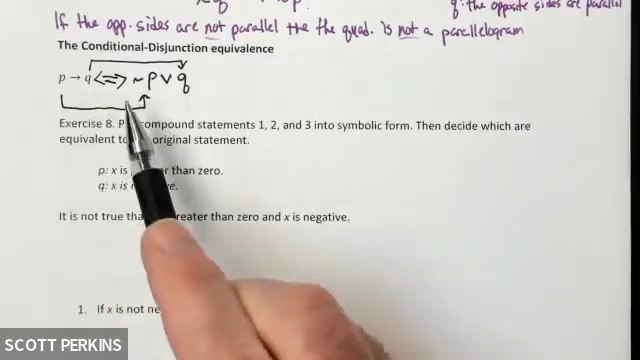 q: the opposite sides are parallel
If the opp. sides are not parallel the the quad. is not a parellelogram
The Conditional-Disjunction equivalence
p → q <=> ~p ∨ q
Exercise 8. P compound statements 1, 2, and 3 into symbolic form. Then decide which are
equivalent to original statement.
p: x is er than zero.
q: x is ve.
It is not true tha reater than zero and x is negative.
1. If x is not ne
SCOTT PERKINS